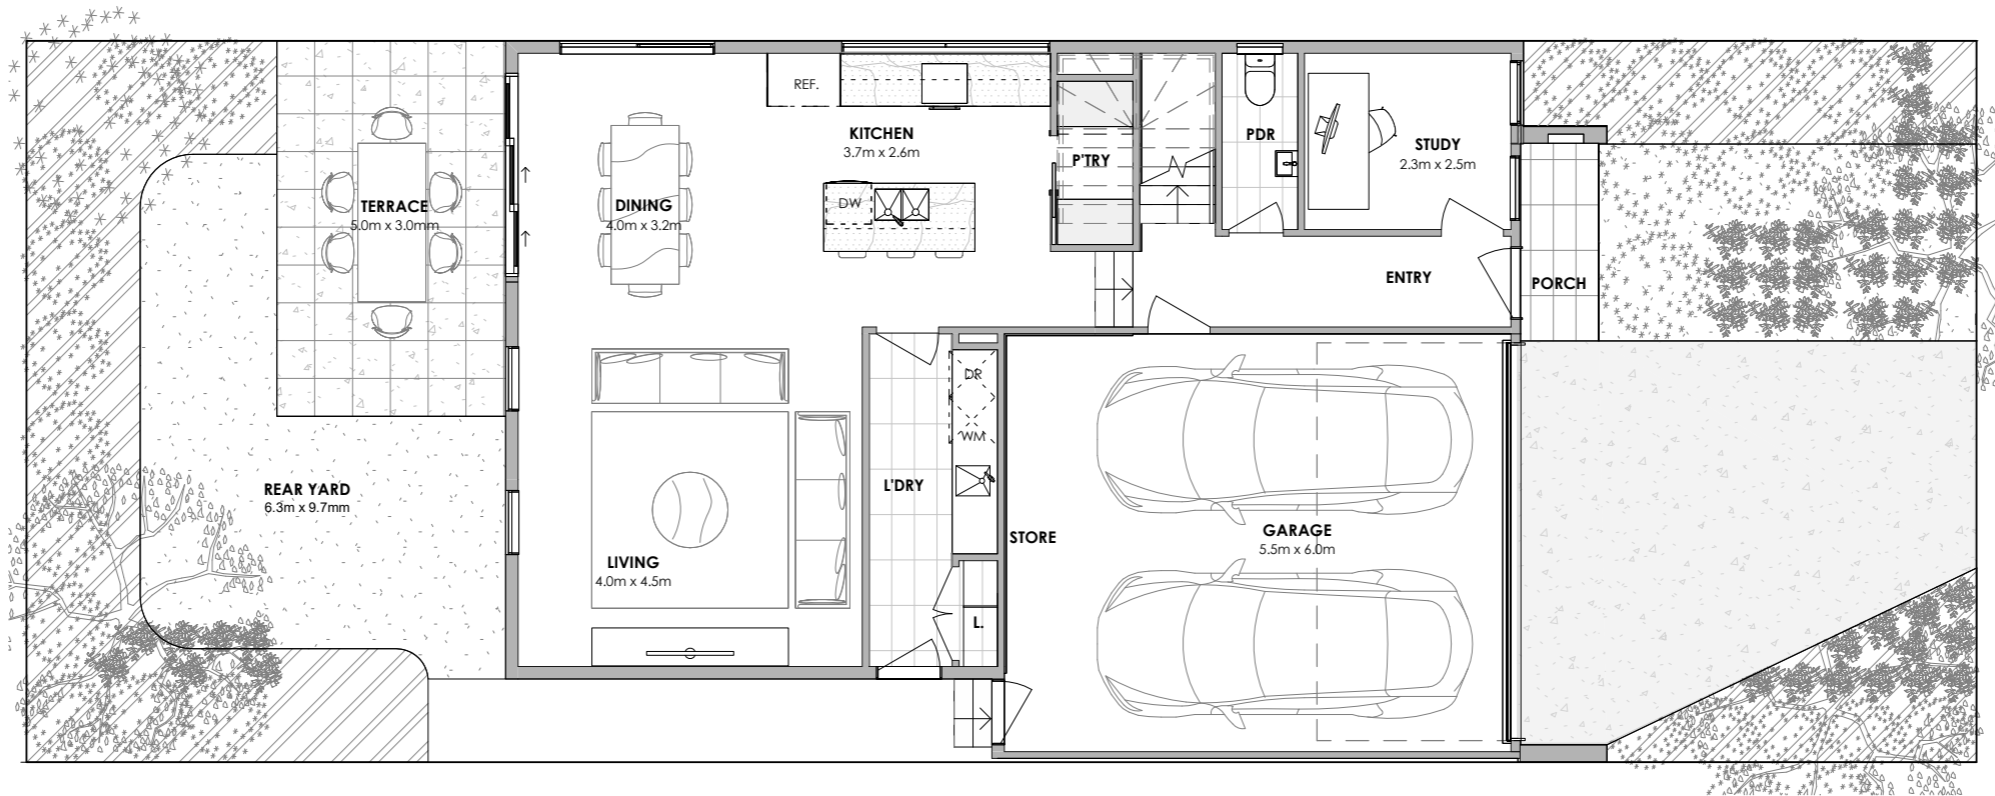 REF.
KITCHEN
3.7m x 2.6m
P'TRY
PDR
STUDY
2.3m x 2.5m
TERRACE
5.0m x 3.0mm
DINING
4.0m x 3.2m
DW
ENTRY
PORCH
DR
WM
REAR YARD
6.3m x 9.7mm
L'DRY
STORE
GARAGE
5.5m x 6.0m
LIVING
4.0m x 4.5m
L.